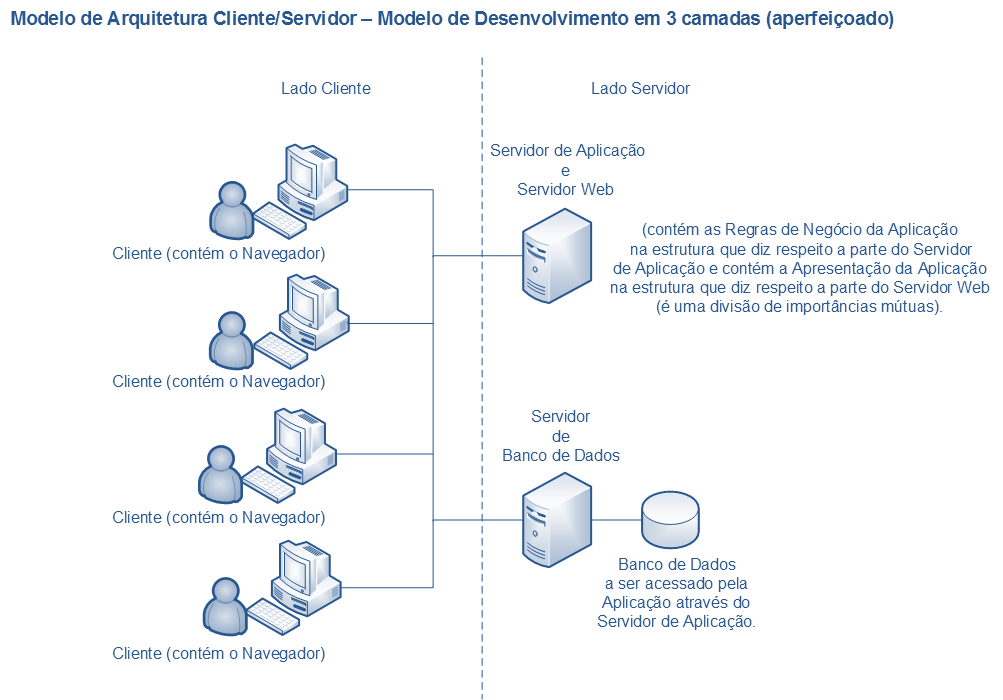 Modelo de Arquitetura Cliente/Servidor – Modelo de Desenvolvimento em 3 camadas (aperfeiçoado)
Lado Cliente
Lado Servidor
Servidor de Aplicação
e
Servidor Web
(contém as Regras de Negócio da Aplicação
na estrutura que diz respeito a parte do Servidor
de Aplicação e contém a Apresentação da Aplicação
na estrutura que diz respeito a parte do Servidor Web
(é uma divisão de importâncias mútuas).
Cliente (contém o Navegador)
Cliente (contém o Navegador)
Servidor
de
Banco de Dados
Cliente (contém o Navegador)
Banco de Dados
a ser acessado pela
Aplicação através do
Servidor de Aplicação.
Cliente (contém o Navegador)